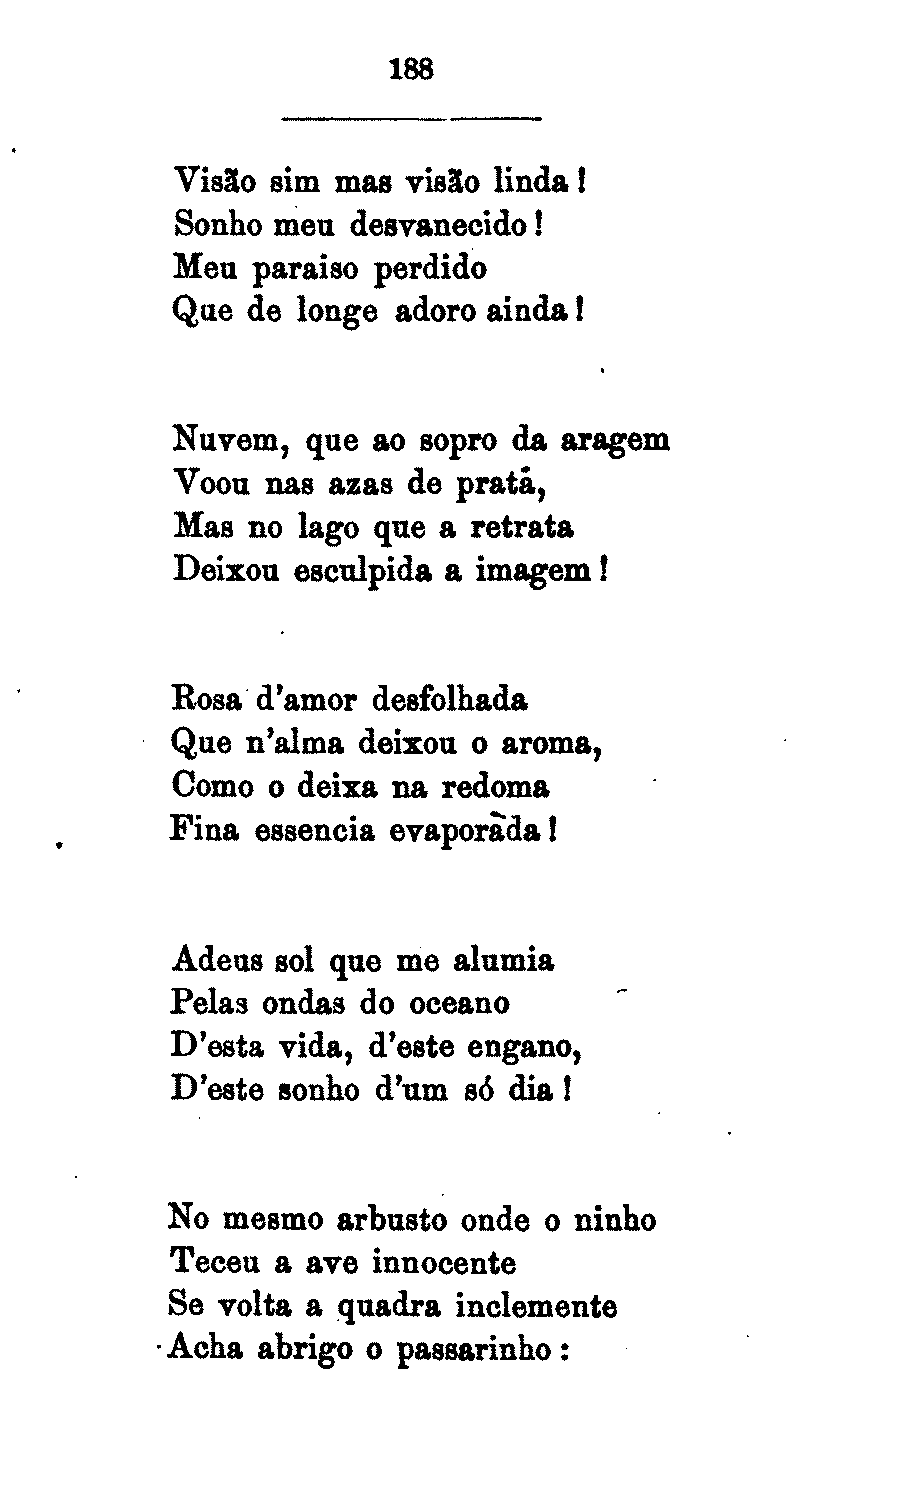 188
Visão sim mas visão linda!
Sonho meu desvanecido!
Meu paraiso perdido
Que de longe adoro ainda!
Nuvem, que ao sopro da aragem
Voou nas azas de prata,
Mas no lago que a retrata
Deixou esculpida a imagem!
Rosa d'amor desfolhada
Que n'alma deixou o aroma,
Como o deixa na redoma
Fina essencia evaporada!
Adeus sol que me alumia
Pelas ondas do oceano
D'esta vida, d'este engano,
D'este sonho d'um só dia!
No mesmo arbusto onde o ninho
Teceu a ave innocente
Se volta a quadra inclemente
Acha abrigo o passarinho: